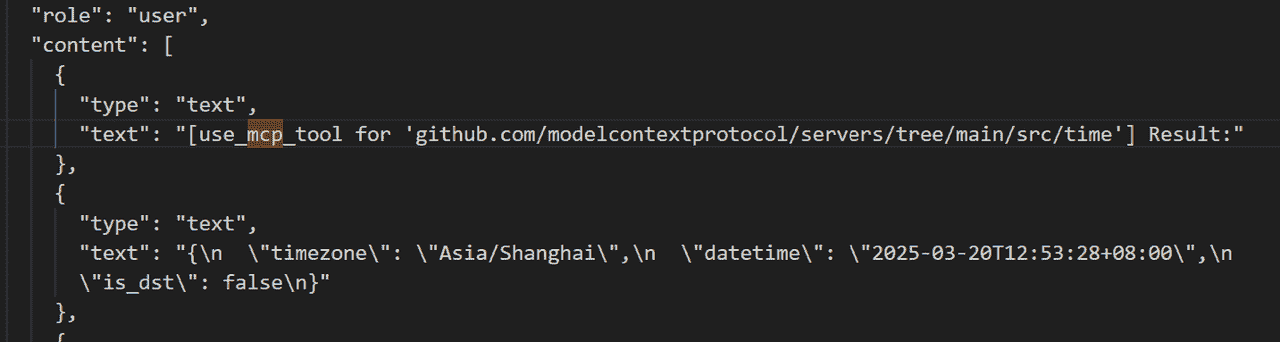 "role": "user",
"content": [
{
"type": "text",
"text": "[use_mcp_tool for 'github.com/modelcontextprotocol/servers/tree/main/src/time'] Result:"
},
{
"type": "text",
"text": "{\n  \"timezone\": \"Asia/Shanghai\",\n  \"datetime\": \"2025-03-20T12:53:28+08:00\",\n
\"is_dst\": false\n}"
},
{